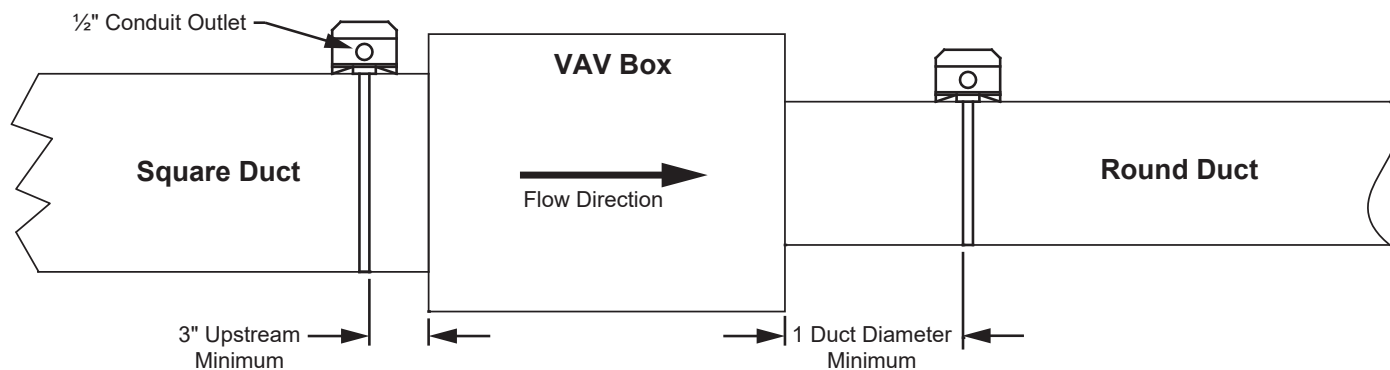 ½" Conduit Outlet
VAV Box
Square Duct
Flow Direction
Round Duct
3" Upstream
Minimum
1 Duct Diameter
Minimum